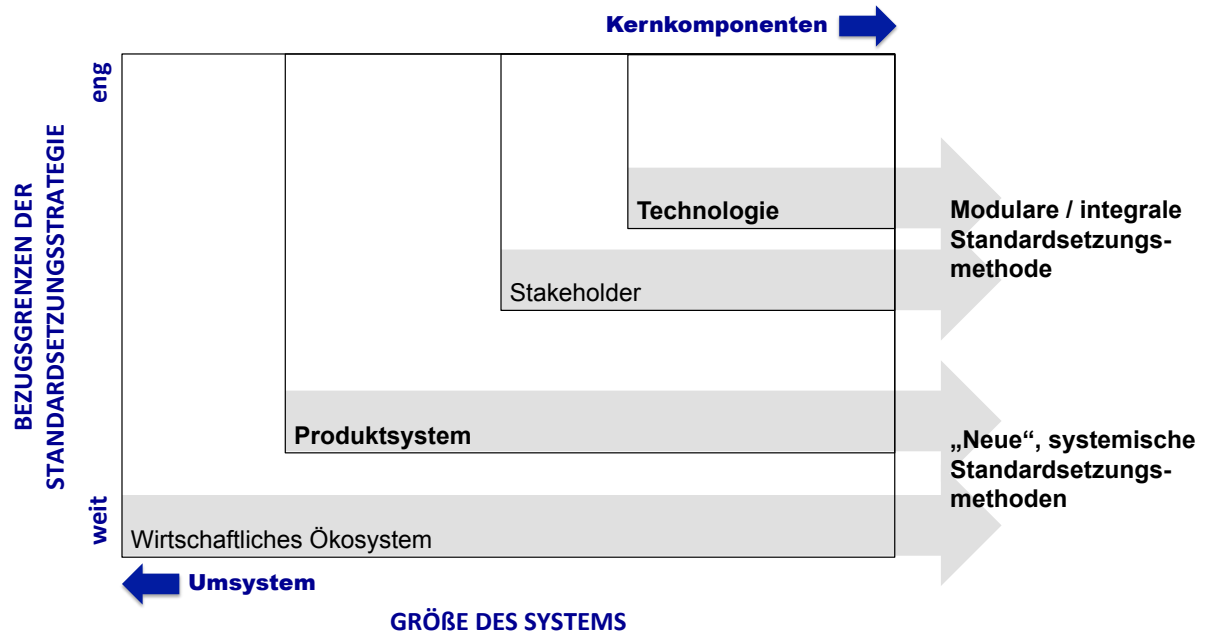 Kernkomponenten
eng
BEZUGSGRENZEN DER
STANDARDSETZUNGSSTRATEGIE
weit
Technologie
Modulare / integrale
Standardsetzungs-
methode
Stakeholder
Produktsystem
„Neue“, systemische
Standardsetzungs-
methoden
Wirtschaftliches Ökosystem
Umsystem
GRÖßE DES SYSTEMS